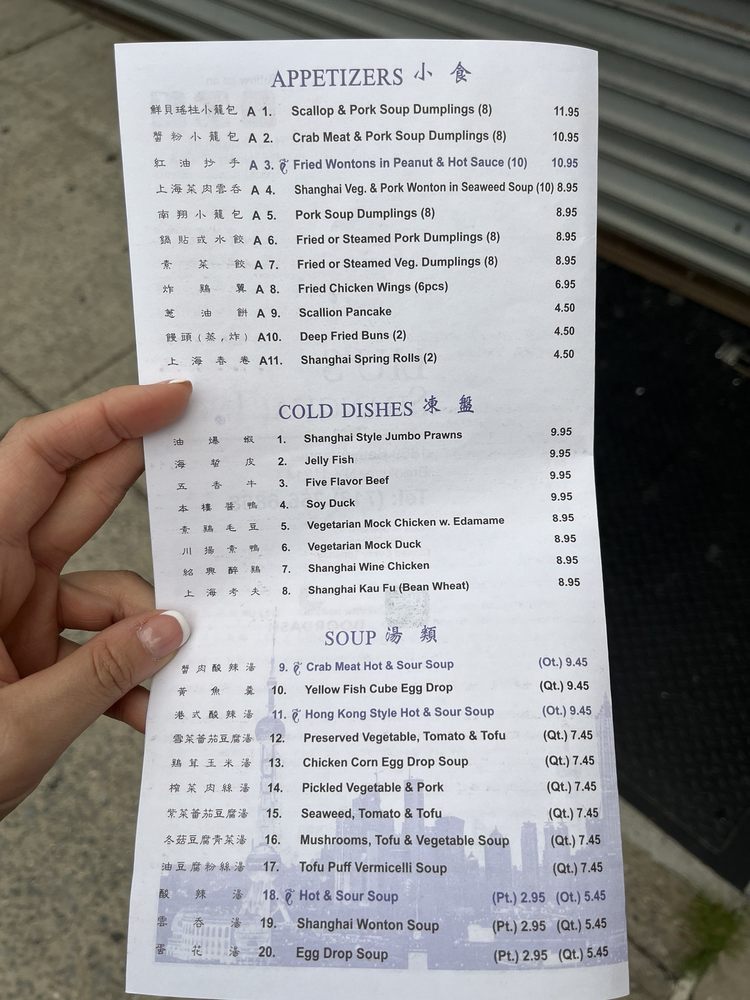 APPETIZERS 小 食
鮮貝瑤柱小籠包 A 1. Scallop & Pork Soup Dumplings (8) 11.95
蟹粉小籠包 A 2. Crab Meat & Pork Soup Dumplings (8) 10.95
紅油抄手 A 3. Fried Wontons in Peanut & Hot Sauce (10) 10.95
上海菜肉雲吞 A 4. Shanghai Veg. & Pork Wonton in Seaweed Soup (10) 8.95
南翔小籠包 A 5. Pork Soup Dumplings (8) 8.95
鍋貼或水餃 A 6. Fried or Steamed Pork Dumplings (8) 8.95
素菜餃 A 7. Fried or Steamed Veg. Dumplings (8) 8.95
炸鷄翼 A 8. Fried Chicken Wings (6pcs) 6.95
蔥油餅 A 9. Scallion Pancake 4.50
饅頭(蒸,炸) A10. Deep Fried Buns (2) 4.50
上海春卷 A11. Shanghai Spring Rolls (2) 4.50
COLD DISHES 凍 盤
油爆蝦 1. Shanghai Style Jumbo Prawns 9.95
海蜇皮 2. Jelly Fish 9.95
五香牛 3. Five Flavor Beef 9.95
本樓醬鴨 4. Soy Duck 9.95
素鷄毛豆 5. Vegetarian Mock Chicken w. Edamame 8.95
川揚素鴨 6. Vegetarian Mock Duck 8.95
紹興醉鷄 7. Shanghai Wine Chicken 8.95
上海考夫 8. Shanghai Kau Fu (Bean Wheat) 8.95
SOUP 湯 類
蟹肉酸辣湯 9. Crab Meat Hot & Sour Soup (Qt.) 9.45
黃魚羹 10. Yellow Fish Cube Egg Drop (Qt.) 9.45
港式酸辣湯 11. Hong Kong Style Hot & Sour Soup (Qt.) 9.45
雪菜蕃茄豆腐湯 12. Preserved Vegetable, Tomato & Tofu (Qt.) 7.45
鷄茸玉米湯 13. Chicken Corn Egg Drop Soup (Qt.) 7.45
榨菜肉絲湯 14. Pickled Vegetable & Pork (Qt.) 7.45
紫菜蕃茄豆腐湯 15. Seaweed, Tomato & Tofu (Qt.) 7.45
冬菇豆腐青菜湯 16. Mushrooms, Tofu & Vegetable Soup (Qt.) 7.45
油豆腐粉絲湯 17. Tofu Puff Vermicelli Soup (Qt.) 7.45
酸辣湯 18. Hot & Sour Soup (Pt.) 2.95 (Qt.) 5.45
雲吞湯 19. Shanghai Wonton Soup (Pt.) 2.95 (Qt.) 5.45
蛋花湯 20. Egg Drop Soup (Pt.) 2.95 (Qt.) 5.45